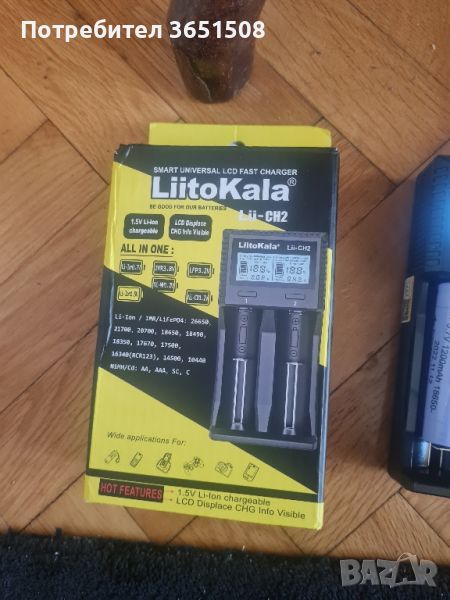 Потребител 3651508
SMART UNIVERSAL LCD FAST CHARGER
LiitoKala®
BE GOOD FOR OUR BATTERIES
Lii-CH2
1.5V Li-ion chargeable
LCD Displace CHG Info Visible
ALL IN ONE :
LiitoKala® Lii-CH2
Li-Ion / IMR/LiFePO4: 26650,
21700, 20700, 18650, 18490,
18350, 17670, 17500,
16340(RCR123), 14500, 10440
NiMH/Cd: AA, AAA, SC, C
Wide applications For:
HOT FEATURES
1.5V Li-Ion chargeable
LCD Displace CHG Info Visible
1200mAh 18650
BAZAR